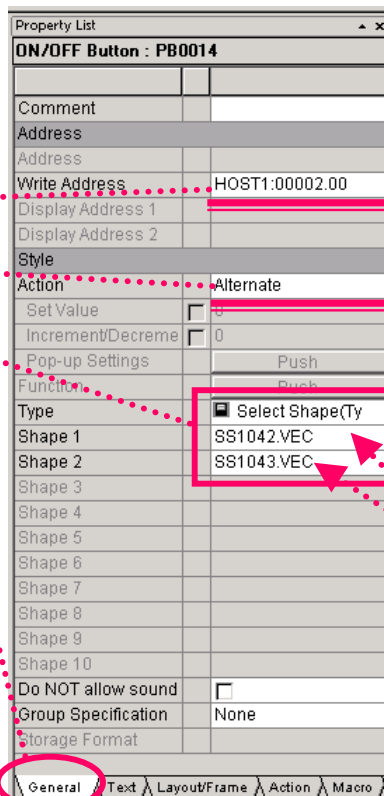 Property List
ON/OFF Button : PB0014
Comment
Address
Address
Write Address HOST1:00002.00
Display Address 1
Display Address 2
Style
Action Alternate
Set Value 0
Increment/Decreme 0
Pop-up Settings Push
Function Push
Type Select Shape(Ty
Shape 1 SS1042.VEC
Shape 2 SS1043.VEC
Shape 3
Shape 4
Shape 5
Shape 6
Shape 7
Shape 8
Shape 9
Shape 10
Do NOT allow sound
Group Specification None
Storage Format
General Text Layout/Frame Action Macro